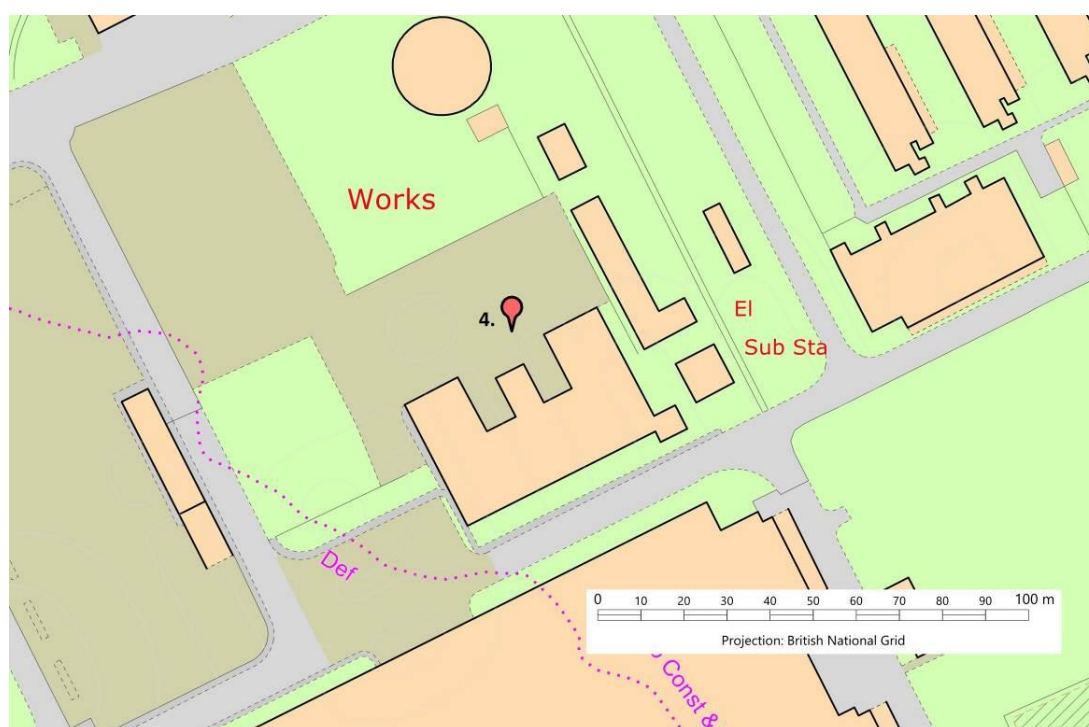 Works
4.
El
Sub Sta
Def
0 10 20 30 40 50 60 70 80 90 100 m
Projection: British National Grid
Const &